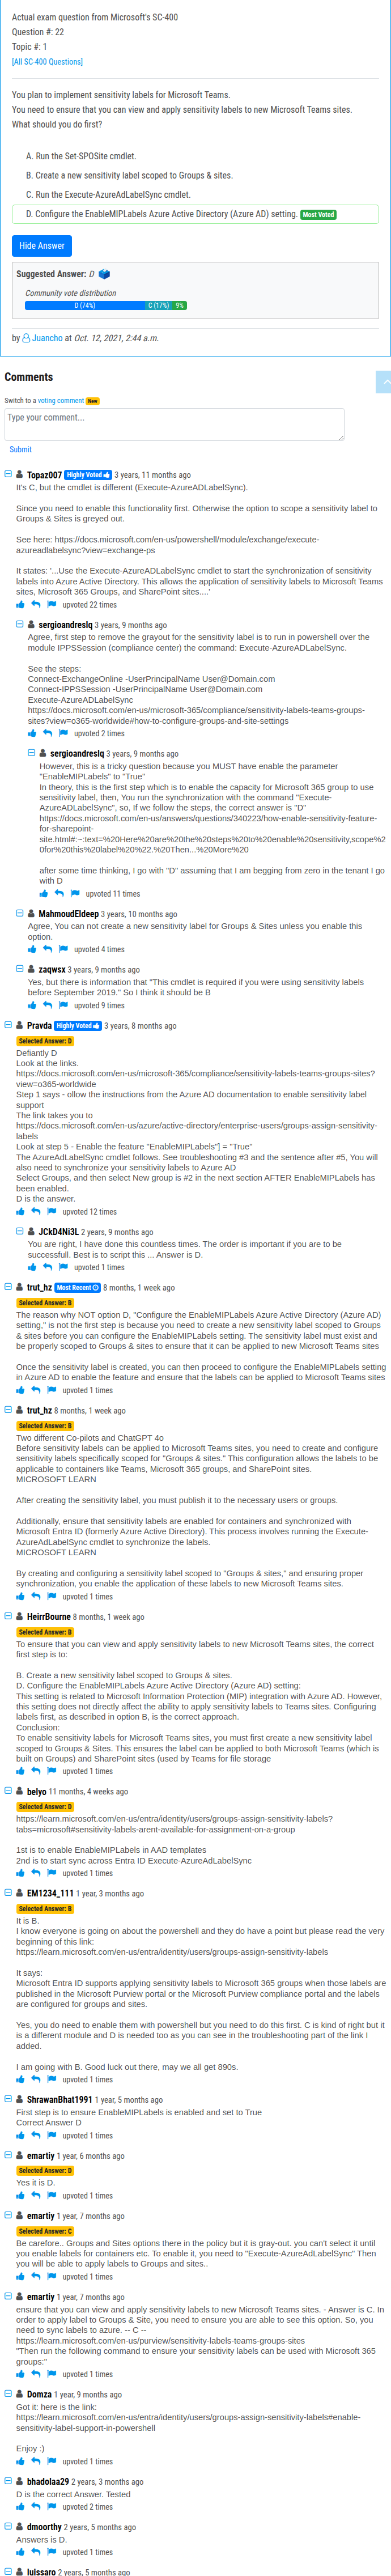 Actual exam question from Microsoft's SC-400
Question #: 22
Topic #: 1
[All SC-400 Questions]
You plan to implement sensitivity labels for Microsoft Teams.
You need to ensure that you can view and apply sensitivity labels to new Microsoft Teams sites.
What should you do first?
A. Run the Set-SPOSite cmdlet.
B. Create a new sensitivity label scoped to Groups & sites.
C. Run the Execute-AzureAdLabelSync cmdlet.
D. Configure the EnableMIPLabels Azure Active Directory (Azure AD) setting. Most Voted
Hide Answer
Suggested Answer: D
Community vote distribution
D (74%) C (17%) 9%
by Juancho at Oct. 12, 2021, 2:44 a.m.
Comments
Switch to a voting comment New
Type your comment...
Submit
Topaz007 Highly Voted 3 years, 11 months ago
It's C, but the cmdlet is different (Execute-AzureADLabelSync).
Since you need to enable this functionality first. Otherwise the option to scope a sensitivity label to
Groups & Sites is greyed out.
See here: https://docs.microsoft.com/en-us/powershell/module/exchange/execute-
azureadlabelsync?view=exchange-ps
It states: '...Use the Execute-AzureADLabelSync cmdlet to start the synchronization of sensitivity
labels into Azure Active Directory. This allows the application of sensitivity labels to Microsoft Teams
sites, Microsoft 365 Groups, and SharePoint sites....'
upvoted 22 times
sergioandreslq 3 years, 9 months ago
Agree, first step to remove the grayout for the sensitivity label is to run in powershell over the
module IPPSSession (compliance center) the command: Execute-AzureADLabelSync.
See the steps:
Connect-ExchangeOnline -UserPrincipalName User@Domain.com
Connect-IPPSSession -UserPrincipalName User@Domain.com
Execute-AzureADLabelSync
https://docs.microsoft.com/en-us/microsoft-365/compliance/sensitivity-labels-teams-groups-
sites?view=o365-worldwide#how-to-configure-groups-and-site-settings
upvoted 2 times
sergioandreslq 3 years, 9 months ago
However, this is a tricky question because you MUST have enable the parameter
"EnableMIPLabels" to "True"
In theory, this is the first step which is to enable the capacity for Microsoft 365 group to use
sensitivity label, then, You run the synchronization with the command "Execute-
AzureADLabelSync", so, If we follow the steps, the correct answer is "D"
https://docs.microsoft.com/en-us/answers/questions/340223/how-enable-sensitivity-feature-
for-sharepoint-
site.html#:~:text=%20Here%20are%20the%20steps%20to%20enable%20sensitivity,scope%2
0for%20this%20label%20%22.%20Then...%20More%20
after some time thinking, I go with "D" assuming that I am begging from zero in the tenant I go
with D
upvoted 11 times
MahmoudEldeep 3 years, 10 months ago
Agree, You can not create a new sensitivity label for Groups & Sites unless you enable this
option.
upvoted 4 times
zaqwsx 3 years, 9 months ago
Yes, but there is information that "This cmdlet is required if you were using sensitivity labels
before September 2019." So I think it should be B
upvoted 9 times
Pravda Highly Voted 3 years, 8 months ago
Selected Answer: D
Defiantly D
Look at the links.
https://docs.microsoft.com/en-us/microsoft-365/compliance/sensitivity-labels-teams-groups-sites?
view=o365-worldwide
Step 1 says - ollow the instructions from the Azure AD documentation to enable sensitivity label
support
The link takes you to
https://docs.microsoft.com/en-us/azure/active-directory/enterprise-users/groups-assign-sensitivity-
labels
Look at step 5 - Enable the feature "EnableMIPLabels"] = "True"
The AzureAdLabelSync cmdlet follows. See troubleshooting #3 and the sentence after #5, You will
also need to synchronize your sensitivity labels to Azure AD
Select Groups, and then select New group is #2 in the next section AFTER EnableMIPLabels has
been enabled.
D is the answer.
upvoted 12 times
JCkD4Ni3L 2 years, 9 months ago
You are right, I have done this countless times. The order is important if you are to be
successfull. Best is to script this ... Answer is D.
upvoted 1 times
trut_hz Most Recent 8 months, 1 week ago
Selected Answer: B
The reason why NOT option D, "Configure the EnableMIPLabels Azure Active Directory (Azure AD)
setting," is not the first step is because you need to create a new sensitivity label scoped to Groups
& sites before you can configure the EnableMIPLabels setting. The sensitivity label must exist and
be properly scoped to Groups & sites to ensure that it can be applied to new Microsoft Teams sites
Once the sensitivity label is created, you can then proceed to configure the EnableMIPLabels setting
in Azure AD to enable the feature and ensure that the labels can be applied to Microsoft Teams sites
upvoted 1 times
trut_hz 8 months, 1 week ago
Selected Answer: B
Two different Co-pilots and ChatGPT 4o
Before sensitivity labels can be applied to Microsoft Teams sites, you need to create and configure
sensitivity labels specifically scoped for "Groups & sites." This configuration allows the labels to be
applicable to containers like Teams, Microsoft 365 groups, and SharePoint sites.
MICROSOFT LEARN
After creating the sensitivity label, you must publish it to the necessary users or groups.
Additionally, ensure that sensitivity labels are enabled for containers and synchronized with
Microsoft Entra ID (formerly Azure Active Directory). This process involves running the Execute-
AzureAdLabelSync cmdlet to synchronize the labels.
MICROSOFT LEARN
By creating and configuring a sensitivity label scoped to "Groups & sites," and ensuring proper
synchronization, you enable the application of these labels to new Microsoft Teams sites.
upvoted 1 times
HeirrBourne 8 months, 1 week ago
Selected Answer: B
To ensure that you can view and apply sensitivity labels to new Microsoft Teams sites, the correct
first step is to:
B. Create a new sensitivity label scoped to Groups & sites.
D. Configure the EnableMIPLabels Azure Active Directory (Azure AD) setting:
This setting is related to Microsoft Information Protection (MIP) integration with Azure AD. However,
this setting does not directly affect the ability to apply sensitivity labels to Teams sites. Configuring
labels first, as described in option B, is the correct approach.
Conclusion:
To enable sensitivity labels for Microsoft Teams sites, you must first create a new sensitivity label
scoped to Groups & Sites. This ensures the label can be applied to both Microsoft Teams (which is
built on Groups) and SharePoint sites (used by Teams for file storage
upvoted 1 times
belyo 11 months, 4 weeks ago
Selected Answer: D
https://learn.microsoft.com/en-us/entra/identity/users/groups-assign-sensitivity-labels?
tabs=microsoft#sensitivity-labels-arent-available-for-assignment-on-a-group
1st is to enable EnableMIPLabels in AAD templates
2nd is to start sync across Entra ID Execute-AzureAdLabelSync
upvoted 1 times
EM1234_111 1 year, 3 months ago
Selected Answer: B
It is B.
I know everyone is going on about the powershell and they do have a point but please read the very
beginning of this link:
https://learn.microsoft.com/en-us/entra/identity/users/groups-assign-sensitivity-labels
It says:
Microsoft Entra ID supports applying sensitivity labels to Microsoft 365 groups when those labels are
published in the Microsoft Purview portal or the Microsoft Purview compliance portal and the labels
are configured for groups and sites.
Yes, you do need to enable them with powershell but you need to do this first. C is kind of right but it
is a different module and D is needed too as you can see in the troubleshooting part of the link I
added.
I am going with B. Good luck out there, may we all get 890s.
upvoted 1 times
ShrawanBhat1991 1 year, 5 months ago
First step is to ensure EnableMIPLabels is enabled and set to True
Correct Answer D
upvoted 1 times
emartiy 1 year, 6 months ago
Selected Answer: D
Yes it is D.
upvoted 1 times
emartiy 1 year, 7 months ago
Selected Answer: C
Be carefore.. Groups and Sites options there in the policy but it is gray-out. you can't select it until
you enable labels for containers etc. To enable it, you need to "Execute-AzureAdLabelSync" Then
you will be able to apply labels to Groups and sites..
upvoted 1 times
emartiy 1 year, 7 months ago
ensure that you can view and apply sensitivity labels to new Microsoft Teams sites. - Answer is C. In
order to apply label to Groups & Site, you need to ensure you are able to see this option. So, you
need to sync labels to azure. -- C --
https://learn.microsoft.com/en-us/purview/sensitivity-labels-teams-groups-sites
"Then run the following command to ensure your sensitivity labels can be used with Microsoft 365
groups:"
upvoted 1 times
Domza 1 year, 9 months ago
Got it: here is the link:
https://learn.microsoft.com/en-us/entra/identity/users/groups-assign-sensitivity-labels#enable-
sensitivity-label-support-in-powershell
Enjoy :)
upvoted 1 times
bhadolaa29 2 years, 3 months ago
D is the correct Answer. Tested
upvoted 2 times
dmoorthy 2 years, 5 months ago
Answers is D.
upvoted 1 times
luissaro 2 years, 5 months ago